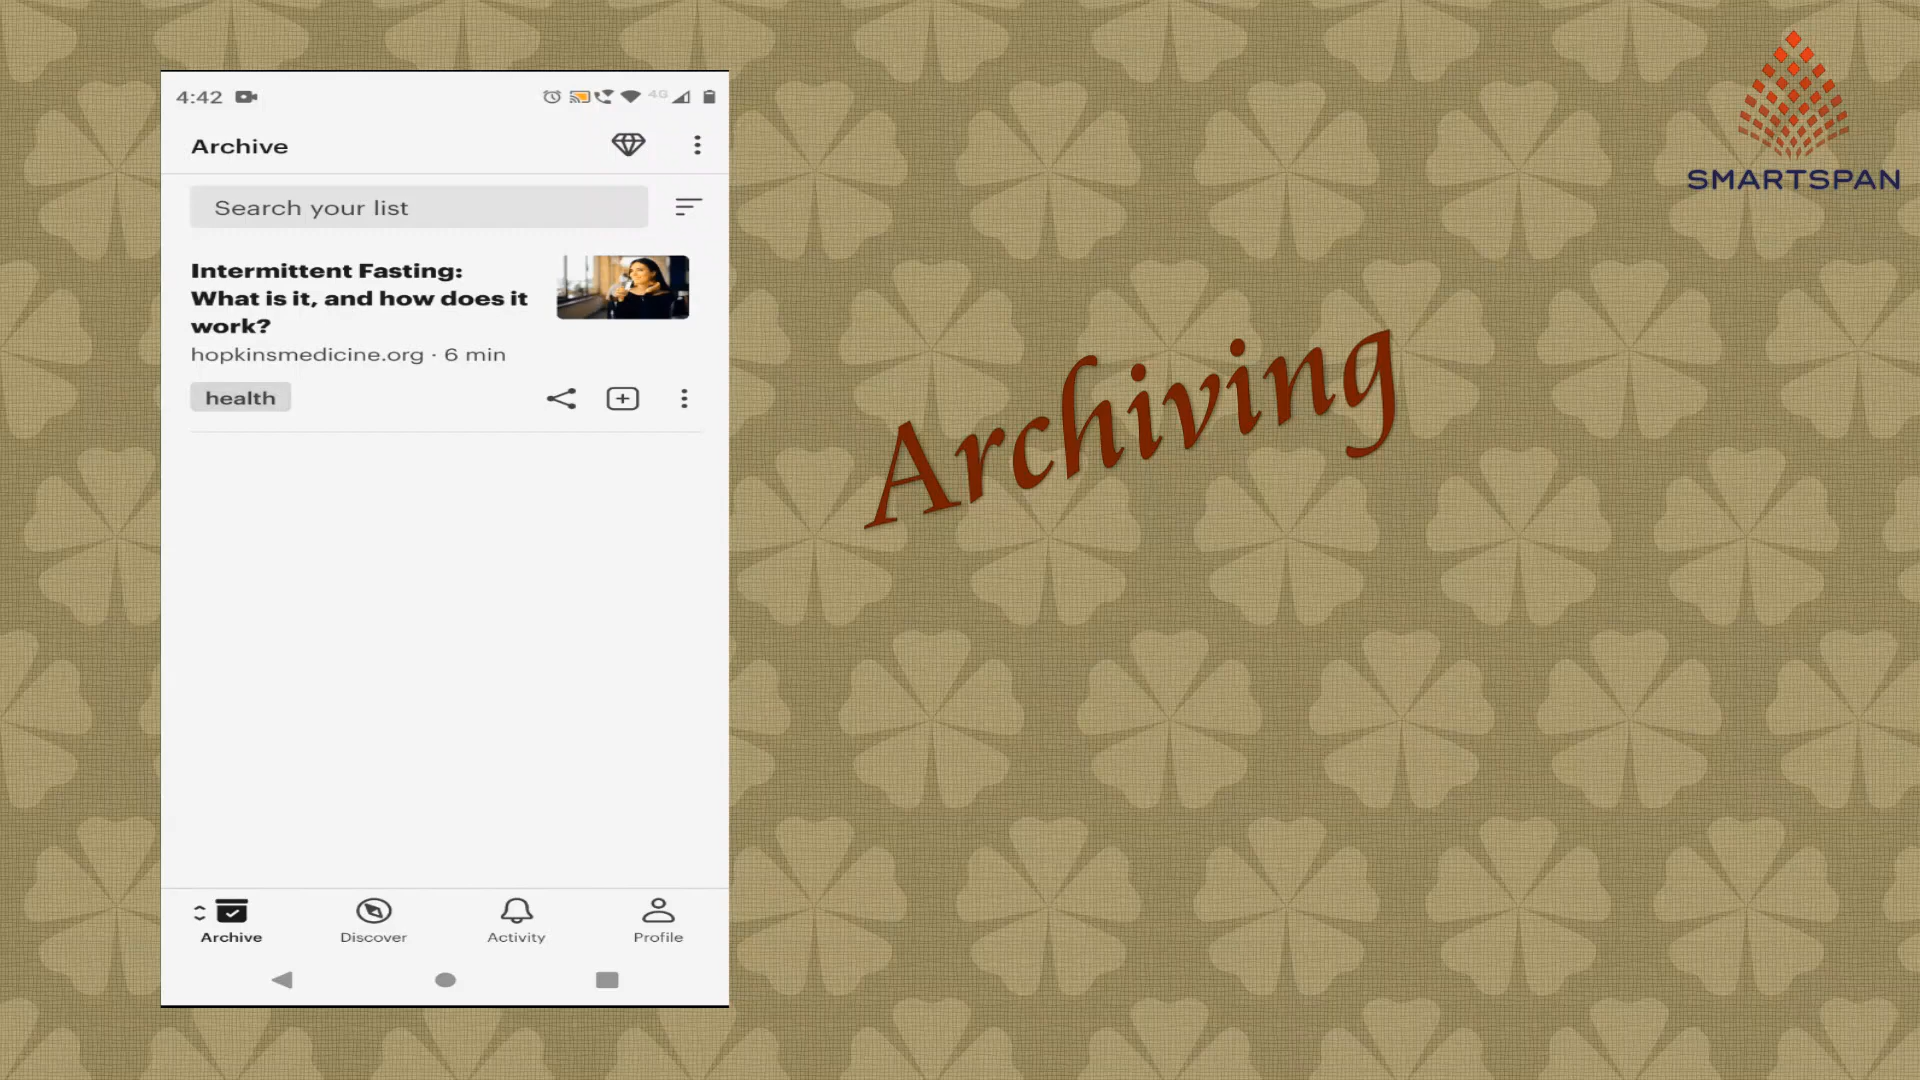 4:42
4G
Archive
Search your list
Intermittent Fasting:
What is it, and how does it
work?
hopkinsmedicine.org · 6 min
health
Archive
Discover
Activity
Profile
Archiving
SMARTSPAN